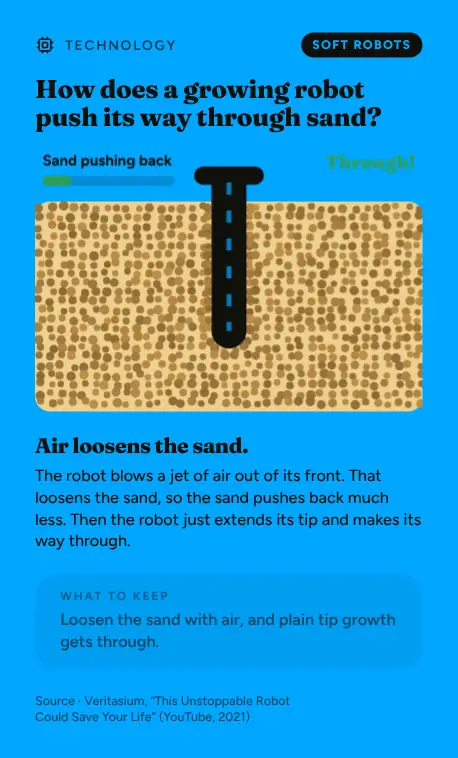 TECHNOLOGY
SOFT ROBOTS
How does a growing robot
push its way through sand?
Sand pushing back
Through!
Air loosens the sand.
The robot blows a jet of air out of its front. That
loosens the sand, so the sand pushes back much
less. Then the robot just extends its tip and makes its
way through.
WHAT TO KEEP
Loosen the sand with air, and plain tip growth
gets through.
Source · Veritasium, “This Unstoppable Robot
Could Save Your Life” (YouTube, 2021)